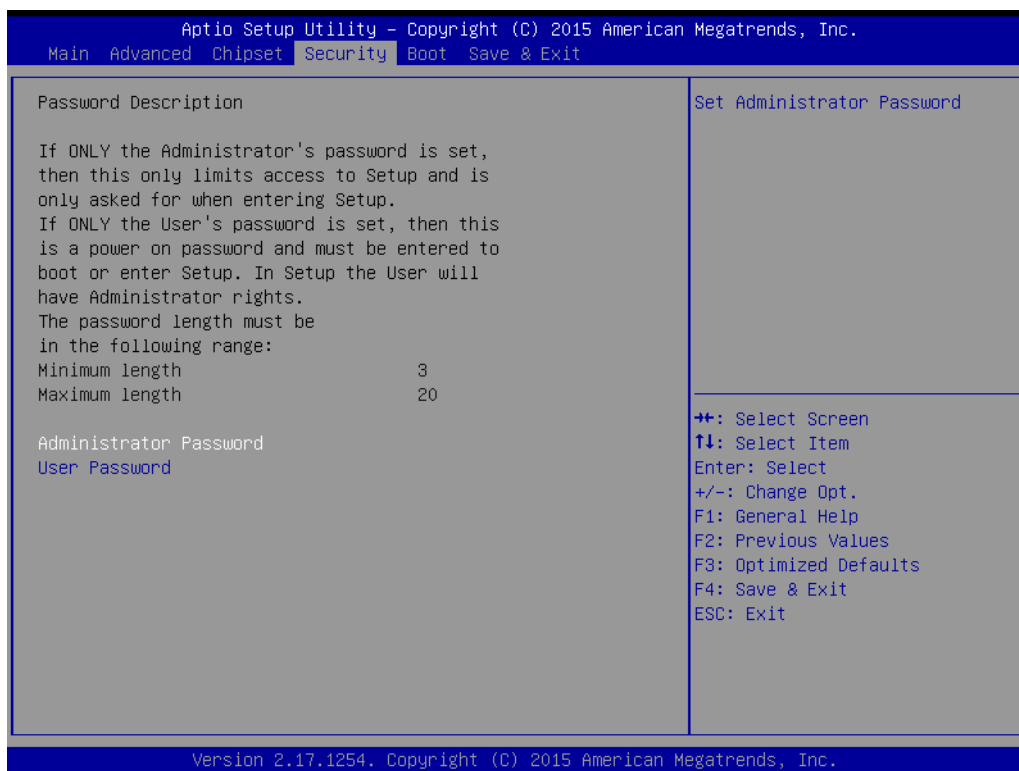 Aptio Setup Utility – Copyright (C) 2015 American Megatrends, Inc.
Main Advanced Chipset Security Boot Save & Exit
Password Description
If ONLY the Administrator's password is set,
then this only limits access to Setup and is
only asked for when entering Setup.
If ONLY the User's password is set, then this
is a power on password and must be entered to
boot or enter Setup. In Setup the User will
have Administrator rights.
The password length must be
in the following range:
Minimum length 3
Maximum length 20
Administrator Password
User Password
Set Administrator Password
→←: Select Screen
↑↓: Select Item
Enter: Select
+/-: Change Opt.
F1: General Help
F2: Previous Values
F3: Optimized Defaults
F4: Save & Exit
ESC: Exit
Version 2.17.1254. Copyright (C) 2015 American Megatrends, Inc.